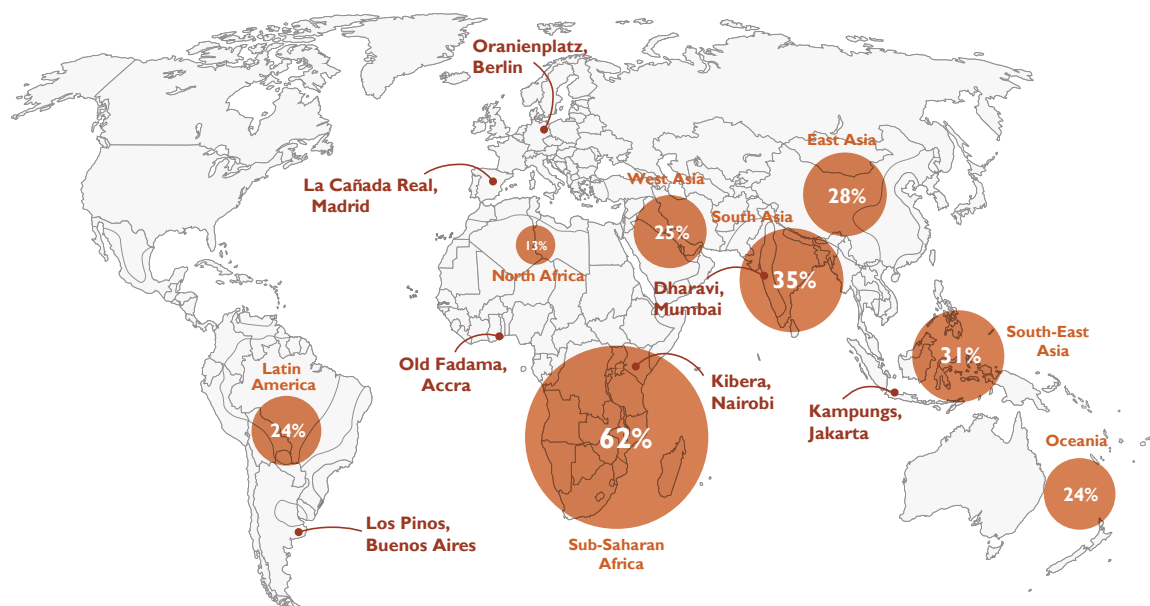 Oranienplatz,
Berlin
East Asia
28%
La Cañada Real,
Madrid
West Asia
25%
South Asia
35%
13%
North Africa
Dharavi,
Mumbai
South-East
Asia
31%
Old Fadama,
Accra
Latin
America
24%
Kibera,
Nairobi
Kampungs,
Jakarta
62%
Oceania
24%
Los Pinos,
Buenos Aires
Sub-Saharan
Africa